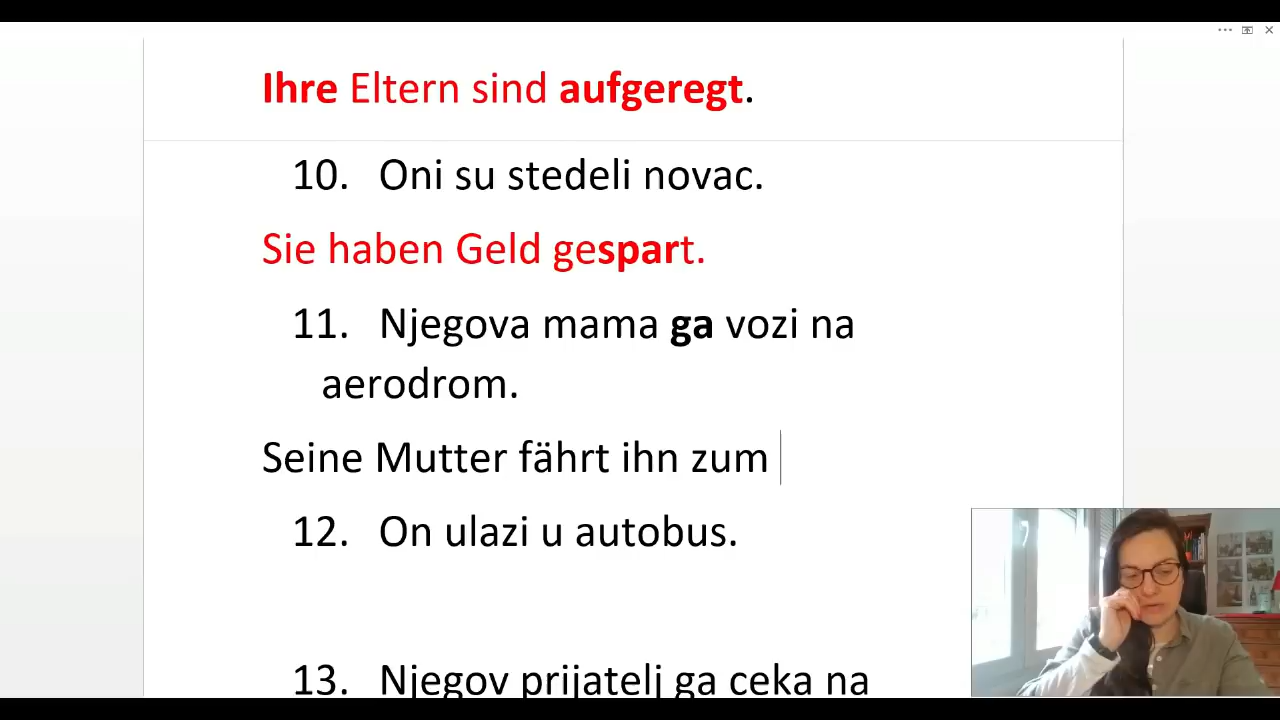 Ihre Eltern sind aufgeregt.
10. Oni su stedeli novac.
Sie haben Geld gespart.
11. Njegova mama ga vozi na
aerodrom.
Seine Mutter fährt ihn zum
12. On ulazi u autobus.
13. Njegov prijatelj ga ceka na